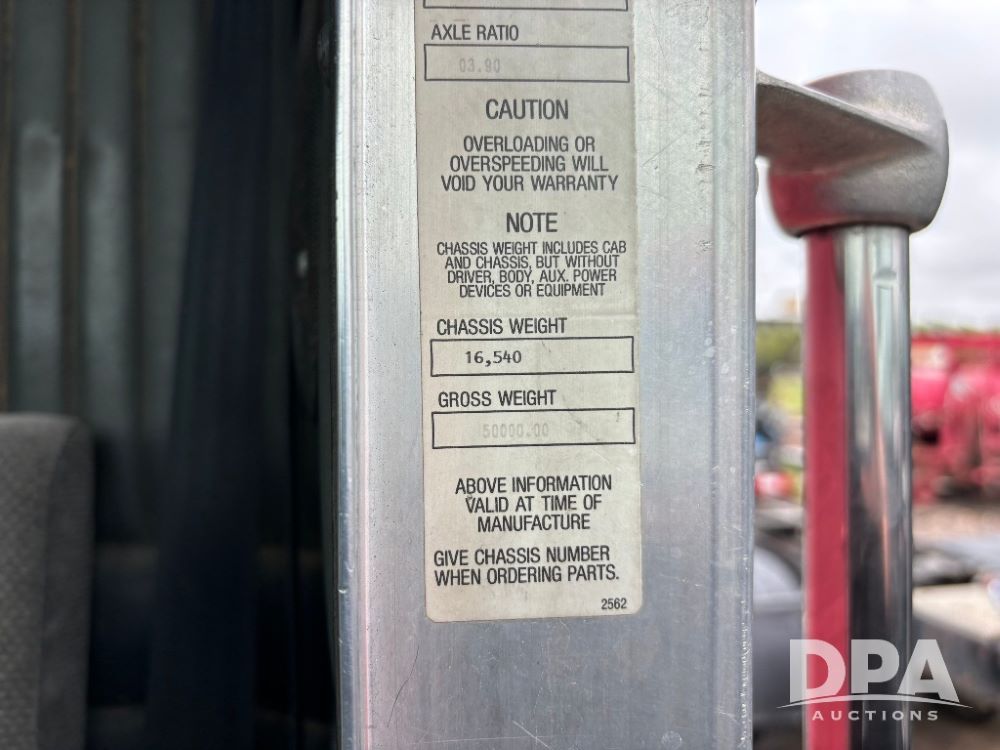 AXLE RATIO
03.90
CAUTION
OVERLOADING OR
OVERSPEEDING WILL
VOID YOUR WARRANTY
NOTE
CHASSIS WEIGHT INCLUDES CAB
AND CHASSIS, BUT WITHOUT
DRIVER, BODY, AUX. POWER
DEVICES OR EQUIPMENT
CHASSIS WEIGHT
16,540
GROSS WEIGHT
50000.00
ABOVE INFORMATION
VALID AT TIME OF
MANUFACTURE
GIVE CHASSIS NUMBER
WHEN ORDERING PARTS.
2562
DPA
AUCTIONS